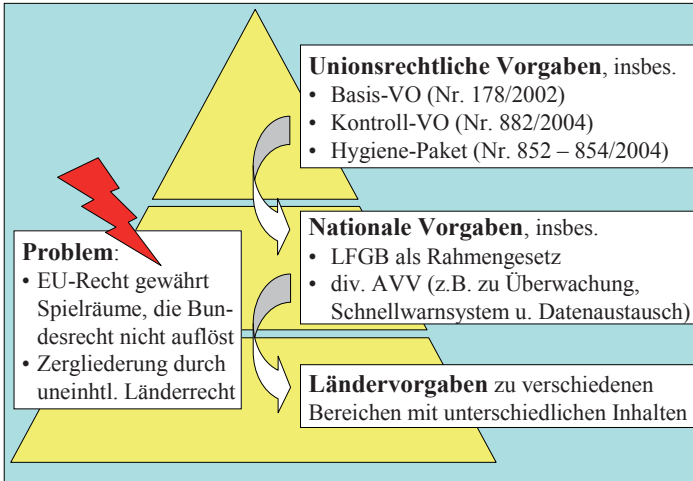 Unionsrechtliche Vorgaben, insbes.
• Basis-VO (Nr. 178/2002)
• Kontroll-VO (Nr. 882/2004)
• Hygiene-Paket (Nr. 852 – 854/2004)
Nationale Vorgaben, insbes.
• LFGB als Rahmengesetz
• div. AVV (z.B. zu Überwachung,
Schnellwarnsystem u. Datenaustausch)
Problem:
• EU-Recht gewährt
Spielräume, die Bun-
desrecht nicht auflöst
• Zergliederung durch
uneinhtl. Länderrecht
Ländervorgaben zu verschiedenen
Bereichen mit unterschiedlichen Inhalten